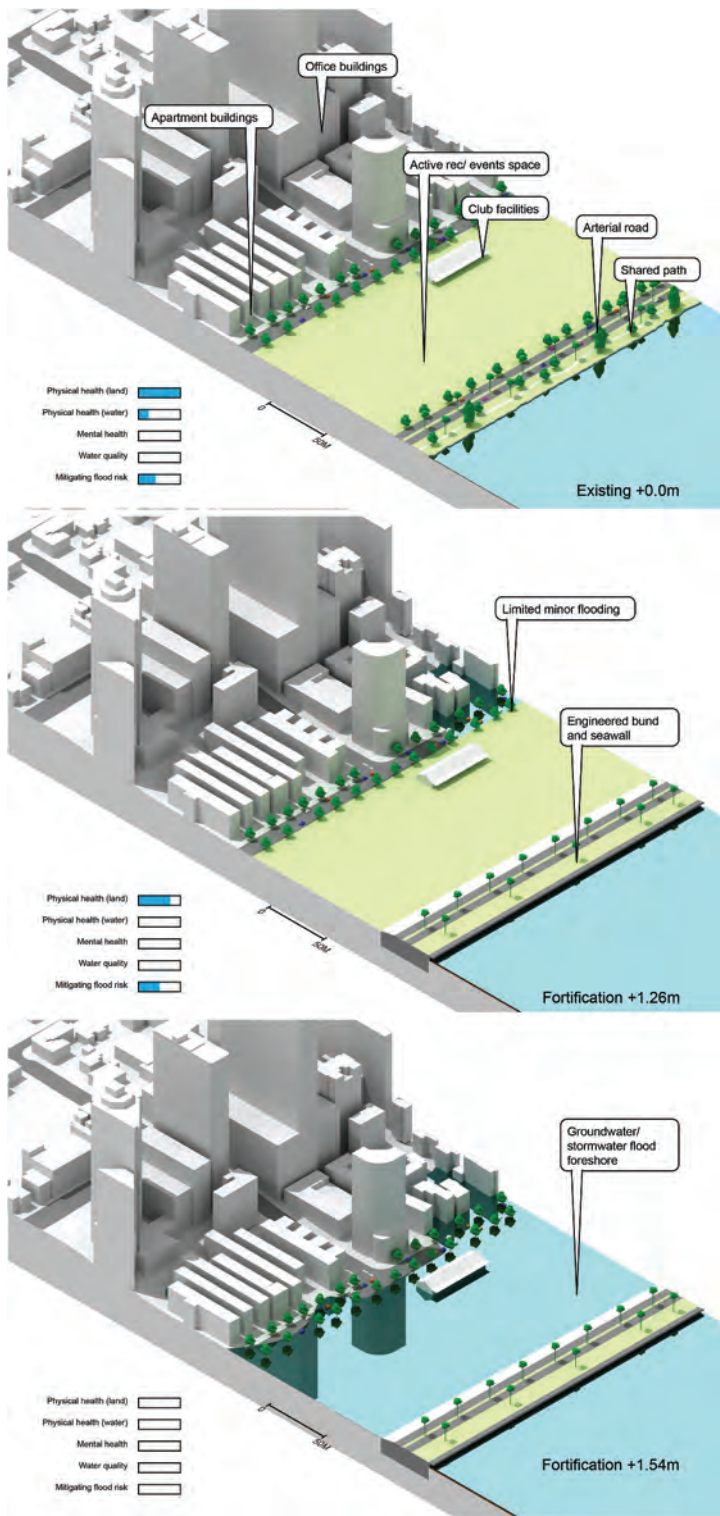 Office buildings
Apartment buildings
Active rec/ events space
Club facilities
Arterial road
Shared path
Physical health (land)
Physical health (water)
Mental health
Water quality
Mitigating flood risk
0
50M
Existing +0.0m
Limited minor flooding
Engineered bund
and seawall
Physical health (land)
Physical health (water)
Mental health
Water quality
Mitigating flood risk
0
50M
Fortification +1.26m
Groundwater/
stormwater flood
foreshore
Physical health (land)
Physical health (water)
Mental health
Water quality
Mitigating flood risk
0
50M
Fortification +1.54m